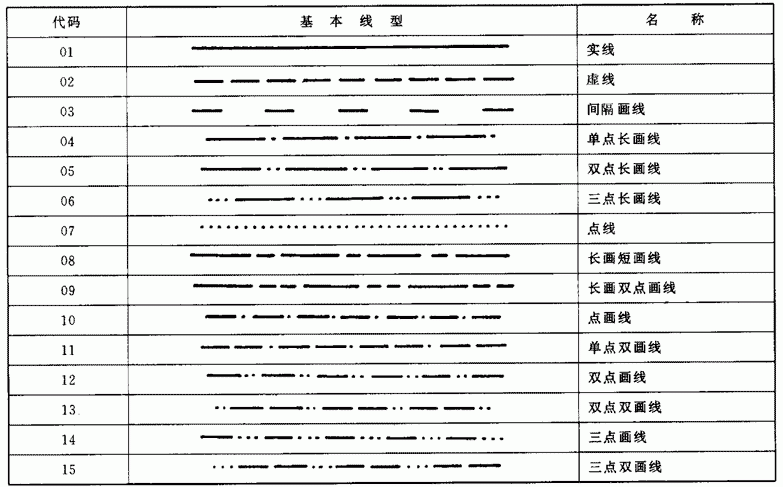 代码 基本线型 名称
01 实线
02 虚线
03 间隔画线
04 单点长画线
05 双点长画线
06 三点长画线
07 点线
08 长画短画线
09 长画双点画线
10 点画线
11 单点双画线
12 双点画线
13 双点双画线
14 三点画线
15 三点双画线